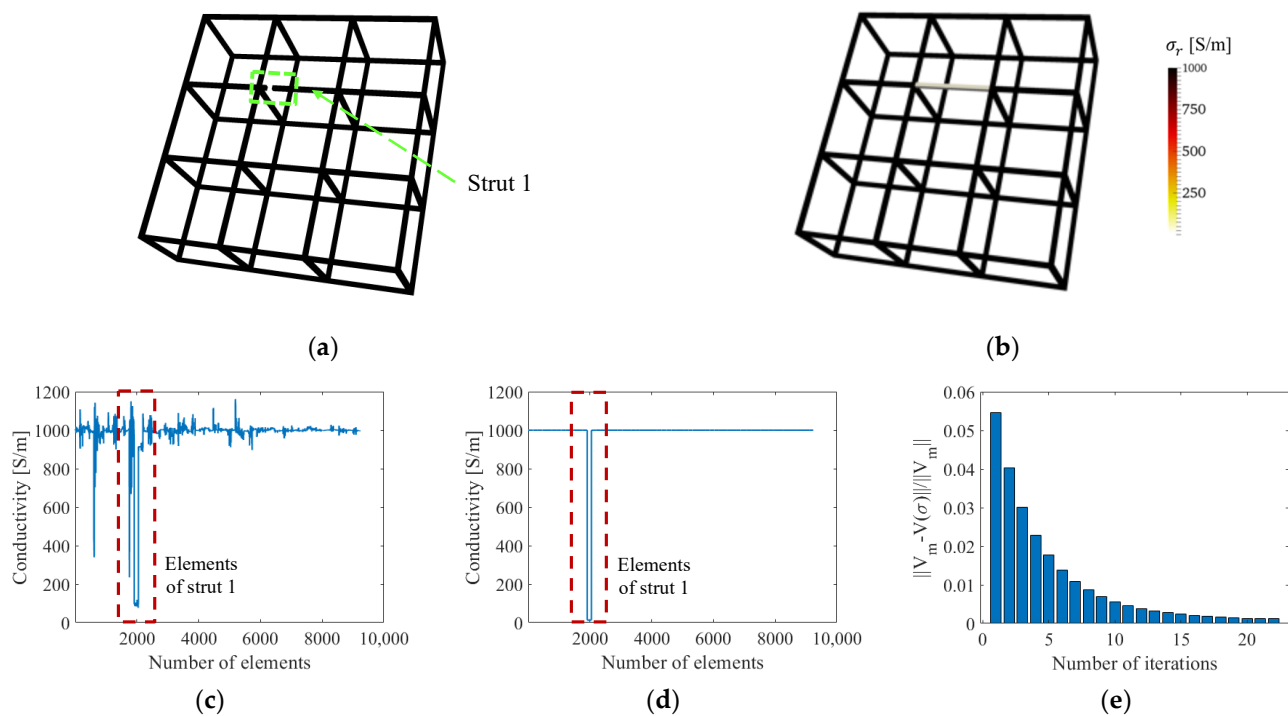 Strut 1
σr [S/m]
1000
750
500
250
(a)
(b)
1200
1000
800
600
400
200
0
Conductivity [S/m]
Elements
of strut 1
0
2000
4000
6000
8000
10,000
Number of elements
(c)
1200
1000
800
600
400
200
0
Conductivity [S/m]
Elements
of strut 1
2000
4000
6000
8000
10,000
Number of elements
(d)
0.06
0.05
0.04
0.03
0.02
0.01
0
||V_m-V(σ)||/||V_m||
0
5
10
15
20
Number of iterations
(e)